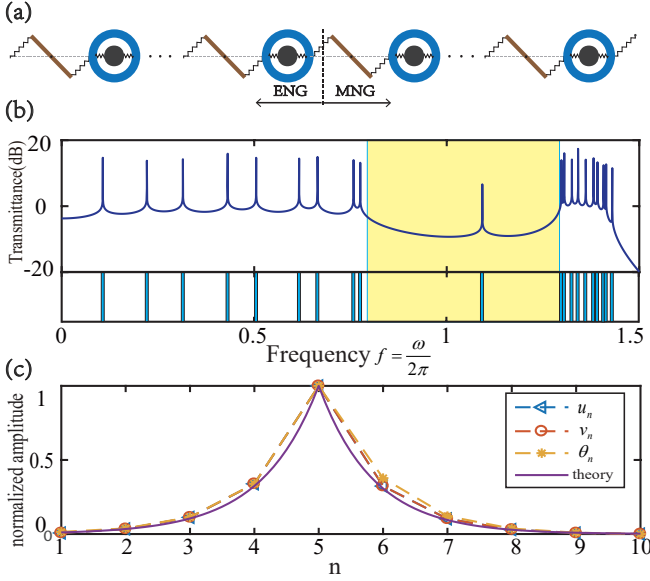 (a)
ENG MNG
(b)
Transmittance(dB)
20
0
-20
0 0.5 1 1.5
Frequency f = ω/2π
(c)
normalized amplitude
1
0.5
0
0
u_n
v_n
θ_n
theory
1 2 3 4 5 6 7 8 9 10
n